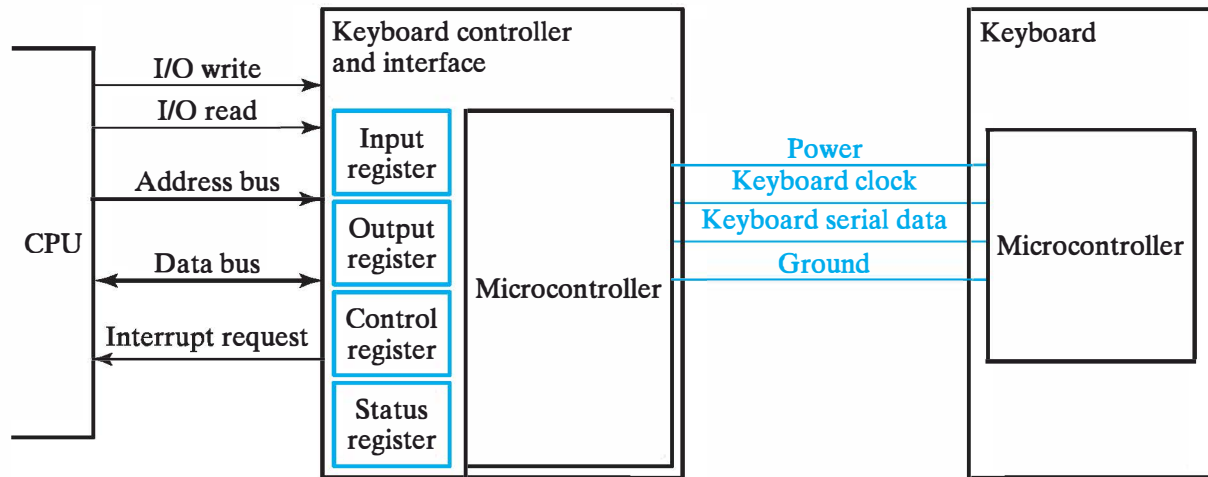 CPU
I/O write
I/O read
Address bus
Data bus
Interrupt request
Keyboard controller
and interface
Input
register
Output
register
Control
register
Status
register
Microcontroller
Power
Keyboard clock
Keyboard serial data
Ground
Keyboard
Microcontroller